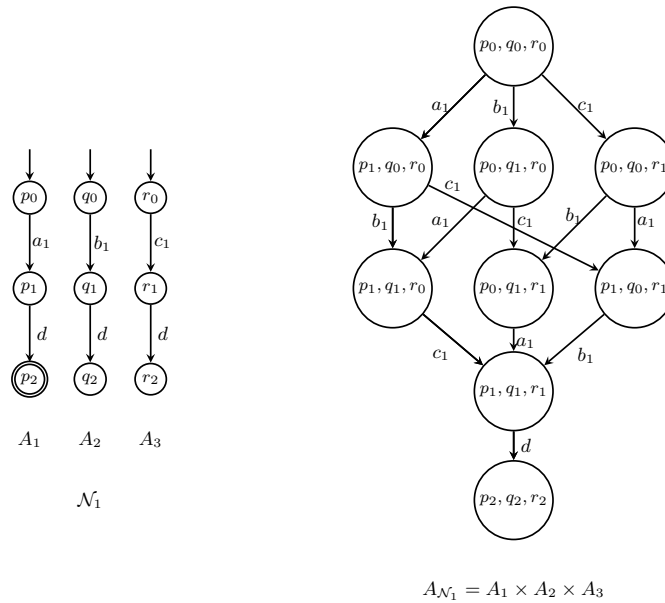 p₀, q₀, r₀
a₁ b₁ c₁
p₁, q₀, r₀ p₀, q₁, r₀ p₀, q₀, r₁
c₁
p₀ q₀ r₀
b₁ a₁ c₁ b₁ a₁
a₁ b₁ c₁
p₁ q₁ r₁
p₁, q₁, r₀ p₀, q₁, r₁ p₁, q₀, r₁
d d d
c₁ a₁ b₁
p₂ q₂ r₂
p₁, q₁, r₁
A₁ A₂ A₃
d
𝒩₁
p₂, q₂, r₂
A_𝒩₁ = A₁ × A₂ × A₃